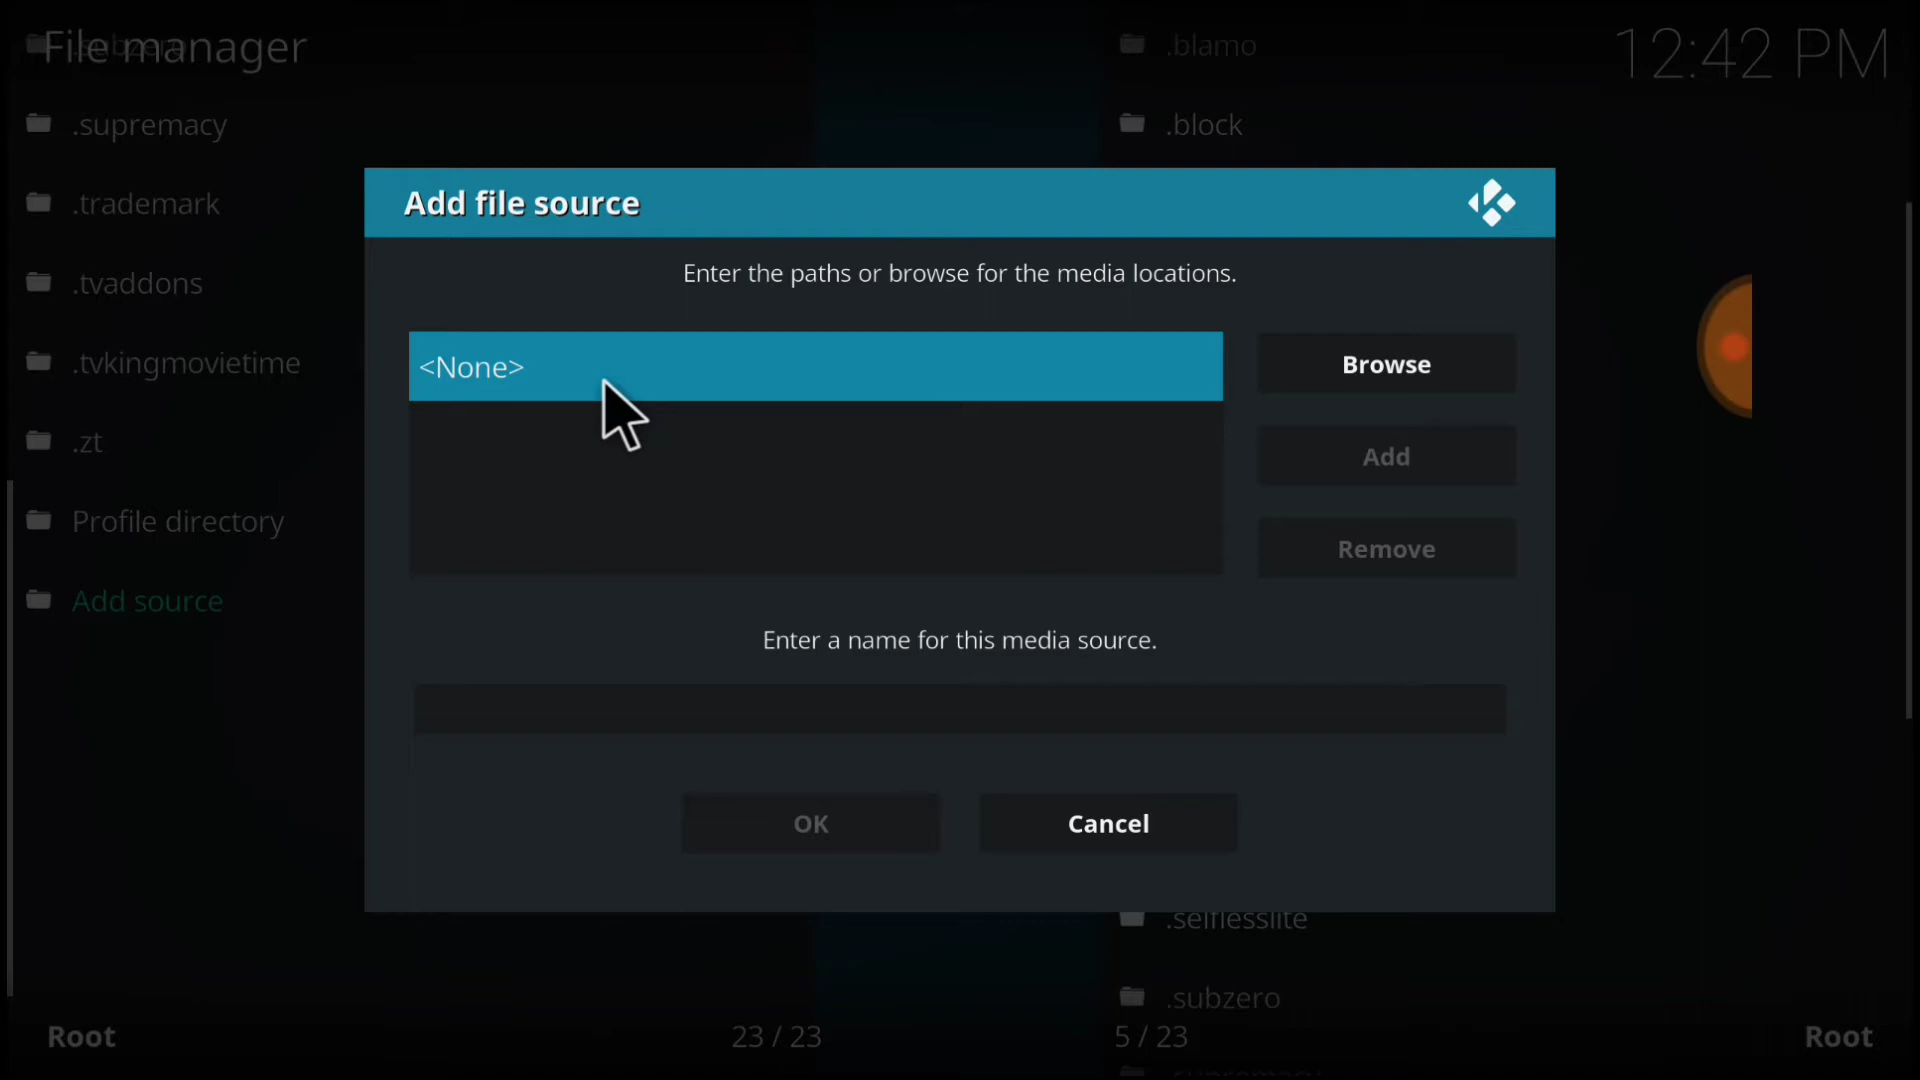 File manager
.subzero
12:42 PM
.supremacy
.trademark
.tvaddons
.tvkingmovietime
.zt
Profile directory
Add source
.blamo
.block
Add file source
Enter the paths or browse for the media locations.
<None>
Browse
Add
Remove
Enter a name for this media source.
OK
Cancel
.selflesslite
.subzero
.supremacy
Root
23 / 23
5 / 23
Root